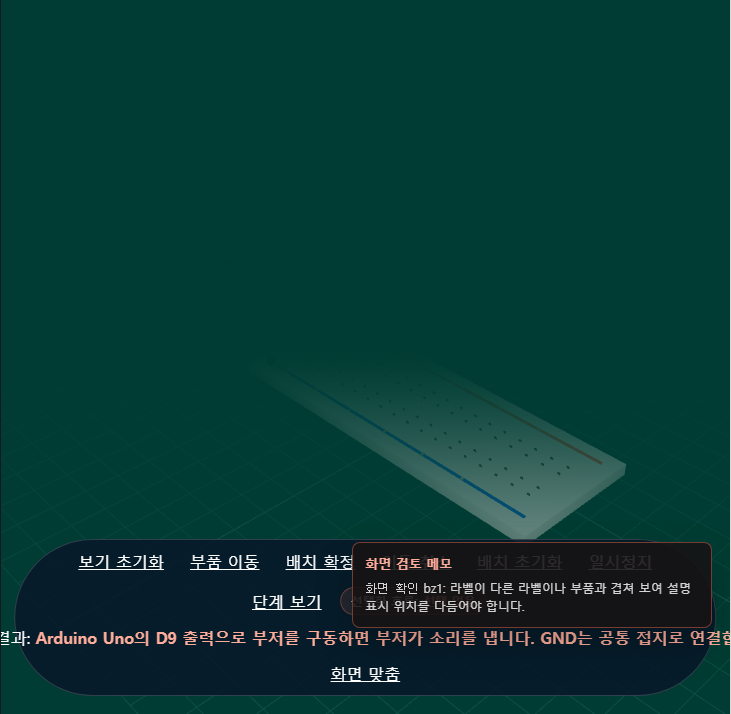 보기 초기화 부품 이동 배치 확정 배치 초기화 일시정지
화면 검토 메모
화면 확인 bz1: 라벨이 다른 라벨이나 부품과 겹쳐 보여 설명
표시 위치를 다듬어야 합니다.
단계 보기
결과: Arduino Uno의 D9 출력으로 부저를 구동하면 부저가 소리를 냅니다. GND는 공통 접지로 연결
화면 맞춤